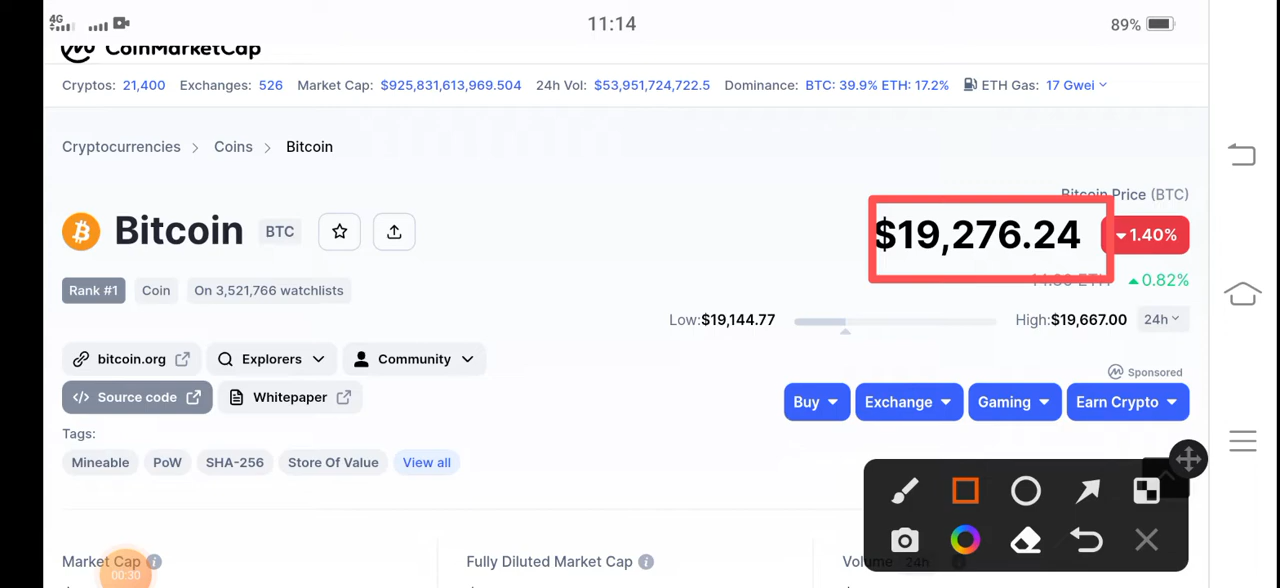 4G 11:14 89%
CoinMarketCap
Cryptos: 21,400 Exchanges: 526 Market Cap: $925,831,613,969.504 24h Vol: $53,951,724,722.5 Dominance: BTC: 39.9% ETH: 17.2% ETH Gas: 17 Gwei
Cryptocurrencies > Coins > Bitcoin
Bitcoin Price (BTC)
Bitcoin BTC $19,276.24 1.40%
14.80 ETH 0.82%
Rank #1 Coin On 3,521,766 watchlists
Low:$19,144.77 High:$19,667.00 24h
bitcoin.org Explorers Community
Sponsored
Source code Whitepaper Buy Exchange Gaming Earn Crypto
Tags:
Mineable PoW SHA-256 Store Of Value View all
Market Cap Fully Diluted Market Cap Volume 24h
00:30